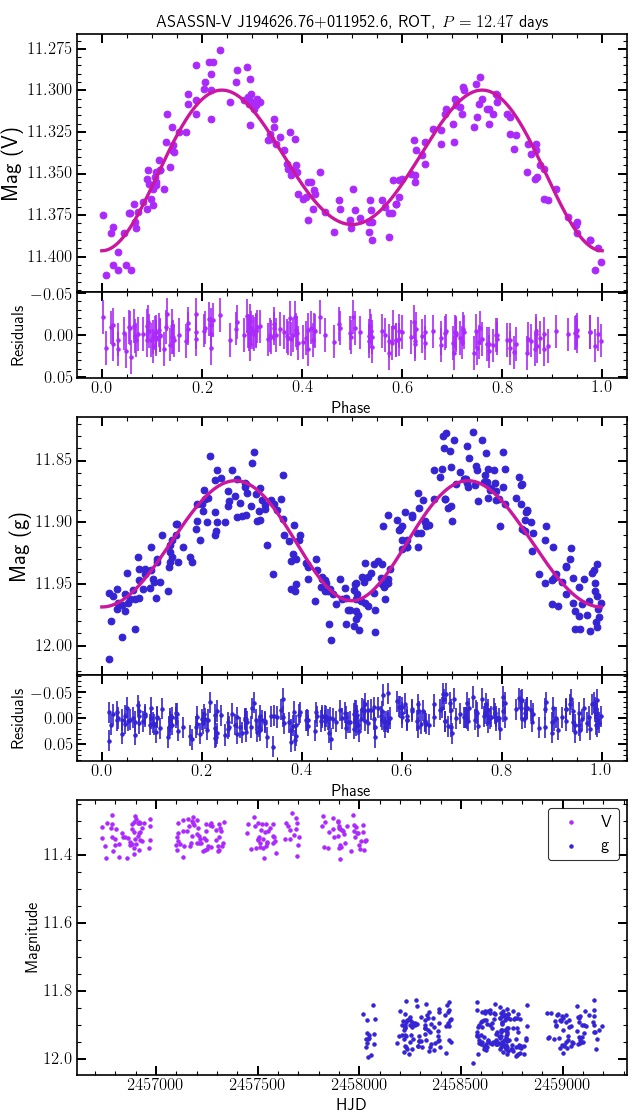 ASASSN-V J194626.76+011952.6, ROT, P = 12.47 days
11.275
11.300
11.325
11.350
11.375
11.400
Mag (V)
−0.05
0.00
0.05
Residuals
0.0 0.2 0.4 0.6 0.8 1.0
Phase
11.85
11.90
11.95
12.00
Mag (g)
−0.05
0.00
0.05
Residuals
0.0 0.2 0.4 0.6 0.8 1.0
Phase
11.4
11.6
11.8
12.0
Magnitude
V
g
2457000 2457500 2458000 2458500 2459000
HJD